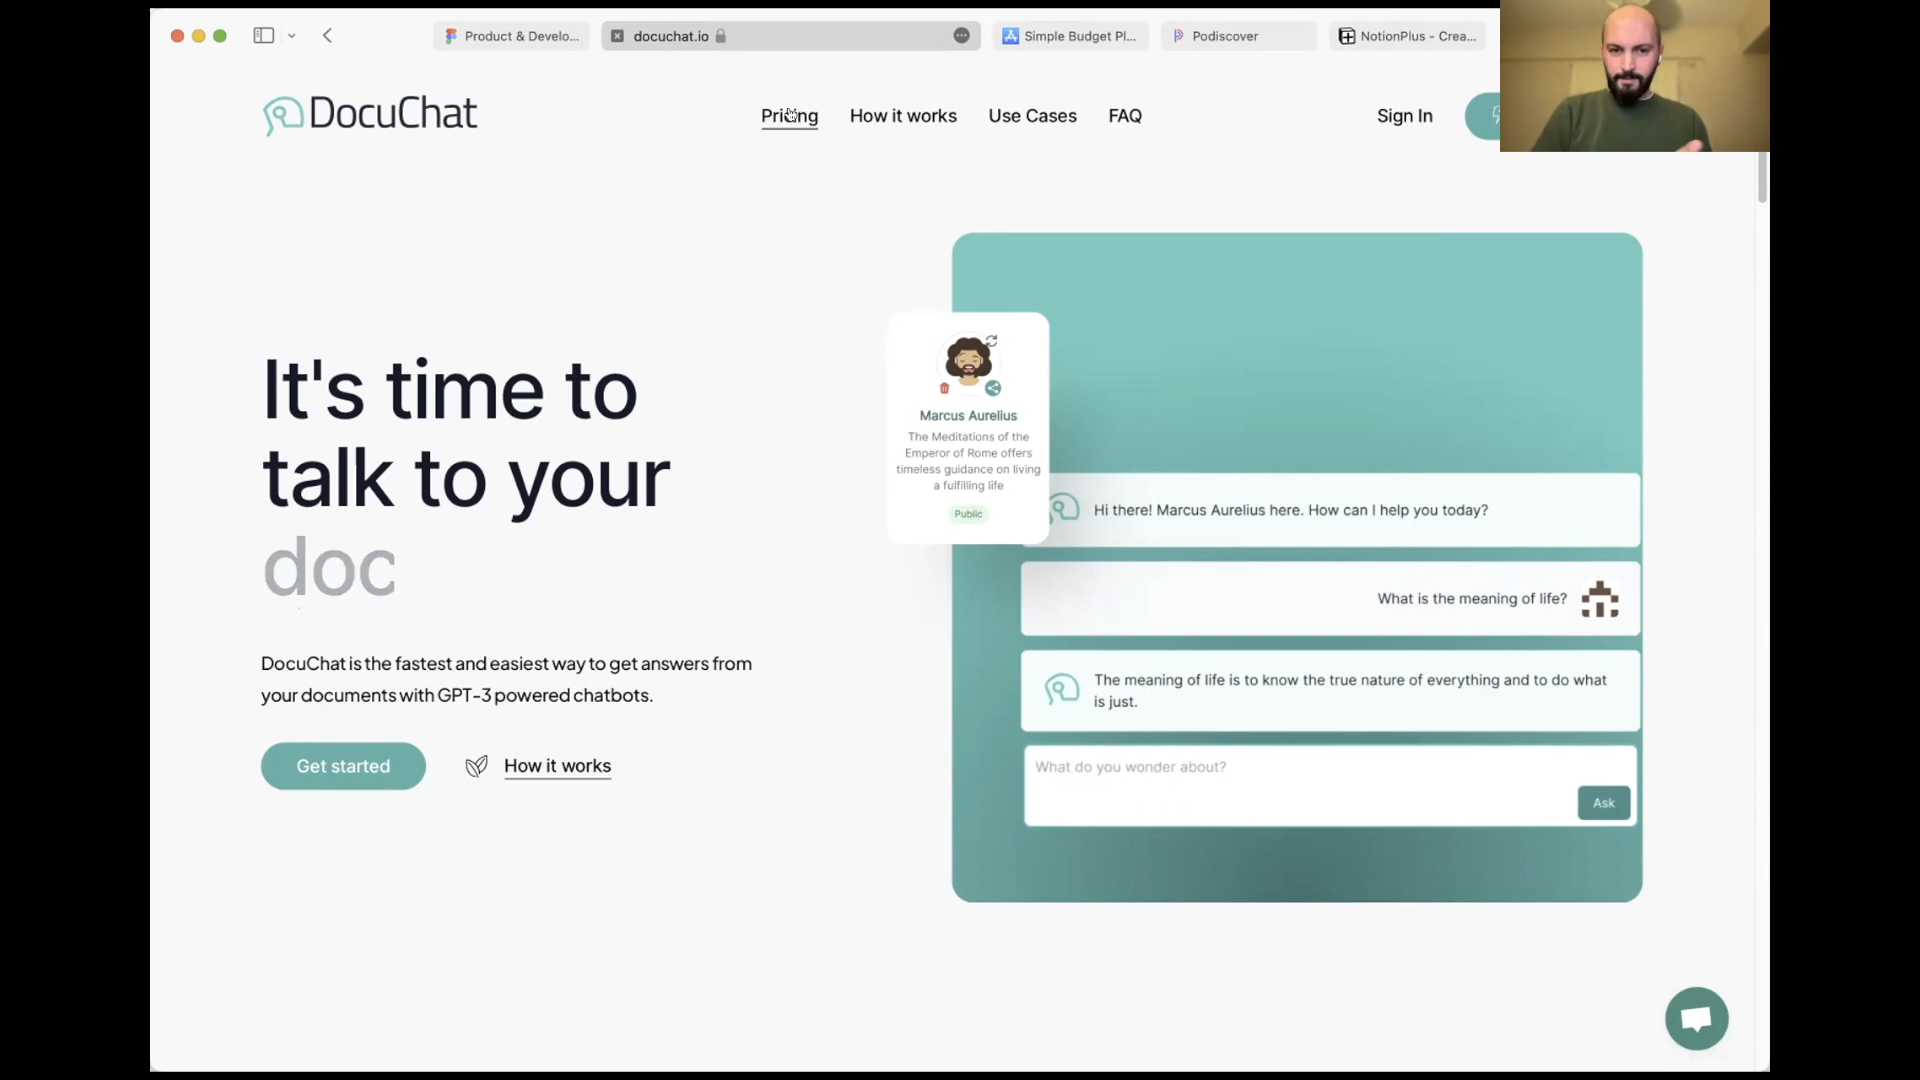 Product & Develo...
docuchat.io
Simple Budget Pl...
Podiscover
NotionPlus - Crea...
DocuChat
Pricing
How it works
Use Cases
FAQ
Sign In
It's time to
talk to your
doc
DocuChat is the fastest and easiest way to get answers from
your documents with GPT-3 powered chatbots.
Get started
How it works
Marcus Aurelius
The Meditations of the
Emperor of Rome offers
timeless guidance on living
a fulfilling life
Public
Hi there! Marcus Aurelius here. How can I help you today?
What is the meaning of life?
The meaning of life is to know the true nature of everything and to do what
is just.
What do you wonder about?
Ask